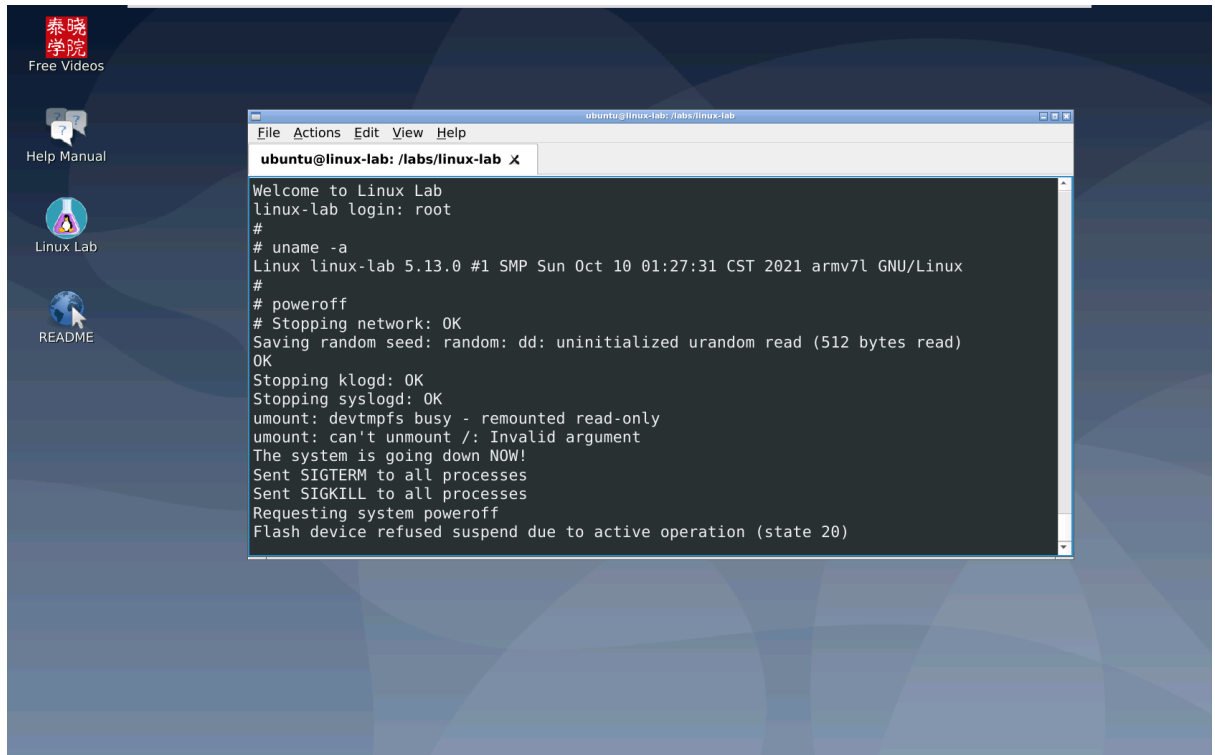 泰晓
学院
Free Videos
Help Manual
Linux Lab
README
ubuntu@linux-lab: /labs/linux-lab
File Actions Edit View Help
ubuntu@linux-lab: /labs/linux-lab
Welcome to Linux Lab
linux-lab login: root
#
# uname -a
Linux linux-lab 5.13.0 #1 SMP Sun Oct 10 01:27:31 CST 2021 armv7l GNU/Linux
#
# poweroff
# Stopping network: OK
Saving random seed: random: dd: uninitialized urandom read (512 bytes read)
OK
Stopping klogd: OK
Stopping syslogd: OK
umount: devtmpfs busy - remounted read-only
umount: can't unmount /: Invalid argument
The system is going down NOW!
Sent SIGTERM to all processes
Sent SIGKILL to all processes
Requesting system poweroff
Flash device refused suspend due to active operation (state 20)